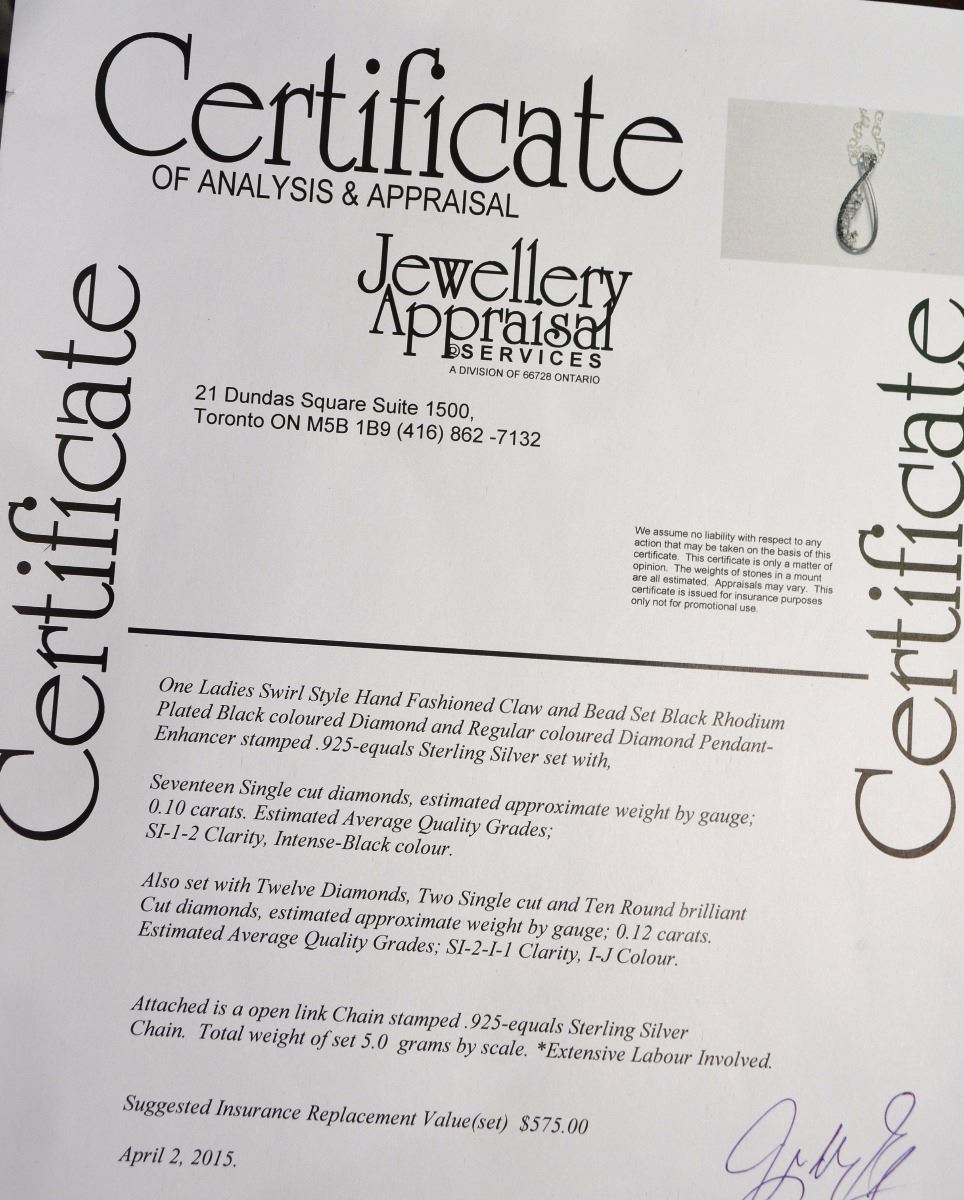 Certificate
OF ANALYSIS & APPRAISAL
Jewellery
Appraisal
©SERVICES
A DIVISION OF 66728 ONTARIO
21 Dundas Square Suite 1500,
Toronto ON M5B 1B9 (416) 862 -7132
Certificate
Certificate
We assume no liability with respect to any
action that may be taken on the basis of this
certificate. This certificate is only a matter of
opinion. The weights of stones in a mount
are all estimated. Appraisals may vary. This
certificate is issued for insurance purposes
only not for promotional use.
One Ladies Swirl Style Hand Fashioned Claw and Bead Set Black Rhodium
Plated Black coloured Diamond and Regular coloured Diamond Pendant-
Enhancer stamped .925-equals Sterling Silver set with,
Seventeen Single cut diamonds, estimated approximate weight by gauge;
0.10 carats. Estimated Average Quality Grades;
SI-1-2 Clarity, Intense-Black colour.
Also set with Twelve Diamonds, Two Single cut and Ten Round brilliant
Cut diamonds, estimated approximate weight by gauge; 0.12 carats.
Estimated Average Quality Grades; SI-2-I-1 Clarity, I-J Colour.
Attached is a open link Chain stamped .925-equals Sterling Silver
Chain. Total weight of set 5.0 grams by scale. *Extensive Labour Involved.
Suggested Insurance Replacement Value(set) $575.00
April 2, 2015.